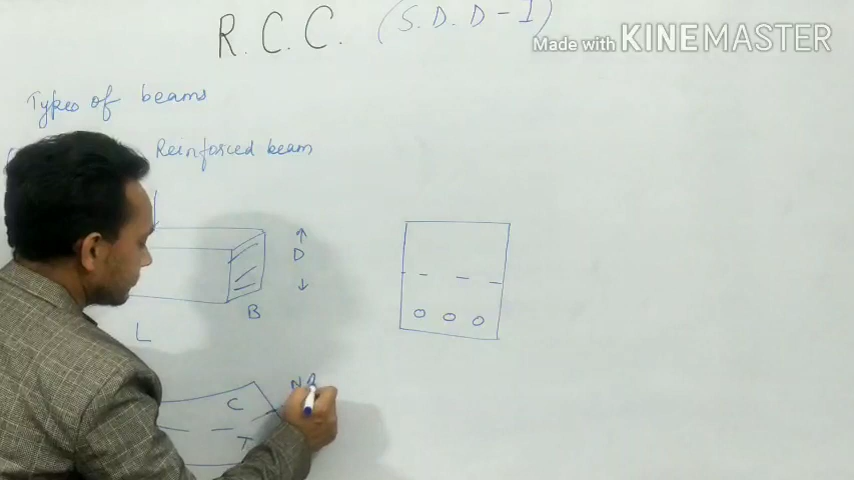 R.C.C. (S.D.D-1)
Made with KINEMASTER
Types of beams
Reinforced beam
D
B
L
C
N A
T